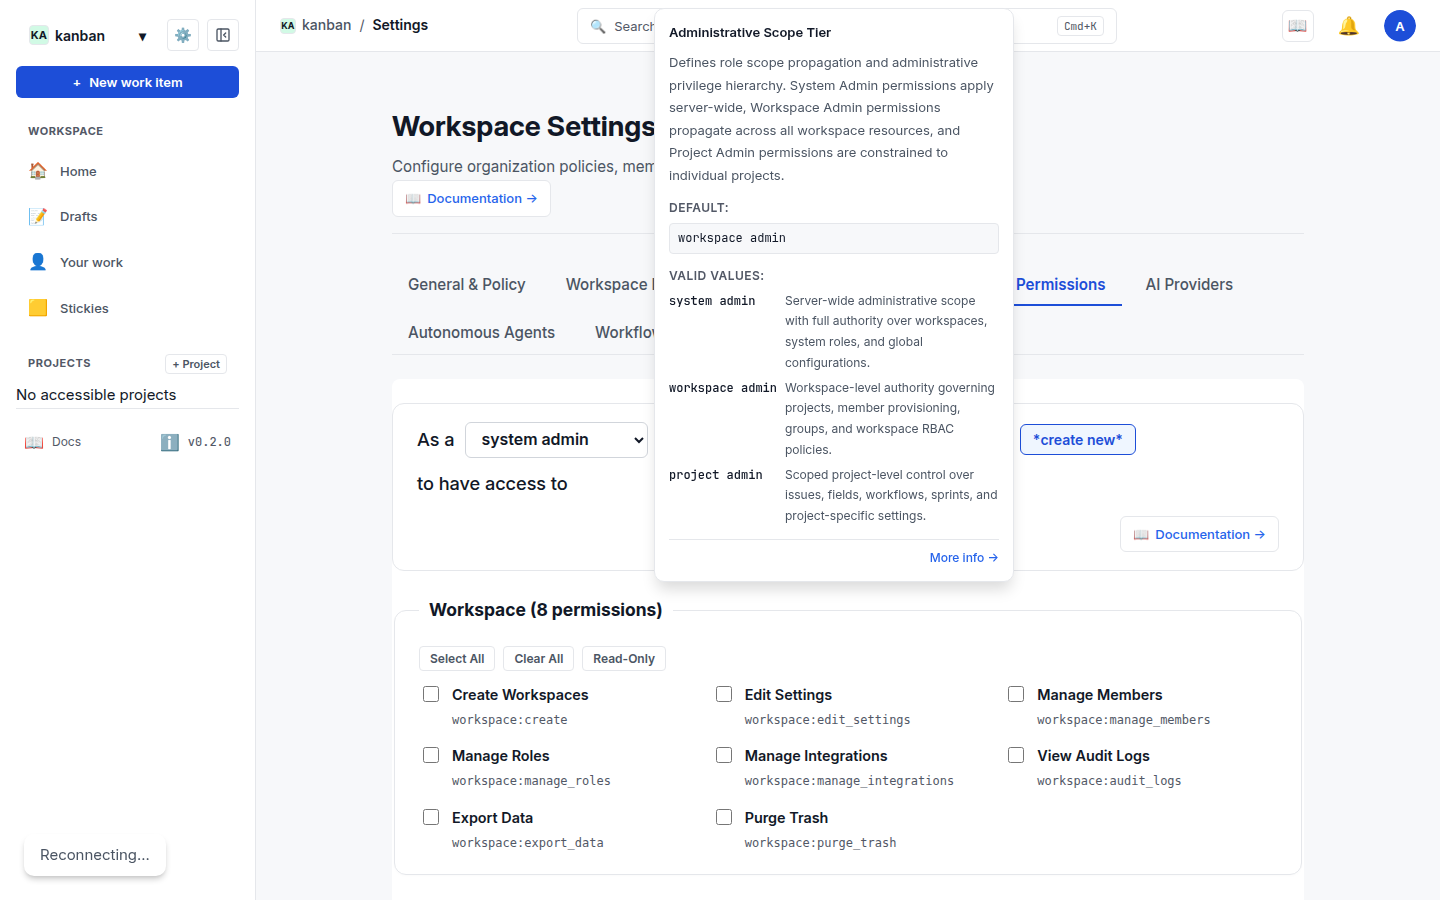 KA kanban ▾
+ New work item
WORKSPACE
Home
Drafts
Your work
Stickies
PROJECTS
+ Project
No accessible projects
Docs
v0.2.0
Reconnecting...
KA kanban / Settings
Search
Cmd+K
A
Workspace Settings
Configure organization policies, mem
Documentation →
General & Policy
Workspace
Permissions
AI Providers
Autonomous Agents
As a
system admin
*create new*
to have access to
Documentation →
Administrative Scope Tier
Defines role scope propagation and administrative
privilege hierarchy. System Admin permissions apply
server-wide, Workspace Admin permissions
propagate across all workspace resources, and
Project Admin permissions are constrained to
individual projects.
DEFAULT:
workspace admin
VALID VALUES:
system admin
Server-wide administrative scope
with full authority over workspaces,
system roles, and global
configurations.
workspace admin
Workspace-level authority governing
projects, member provisioning,
groups, and workspace RBAC
policies.
project admin
Scoped project-level control over
issues, fields, workflows, sprints, and
project-specific settings.
More info →
Workspace (8 permissions)
Select All
Clear All
Read-Only
Create Workspaces
workspace:create
Edit Settings
workspace:edit_settings
Manage Members
workspace:manage_members
Manage Roles
workspace:manage_roles
Manage Integrations
workspace:manage_integrations
View Audit Logs
workspace:audit_logs
Export Data
workspace:export_data
Purge Trash
workspace:purge_trash